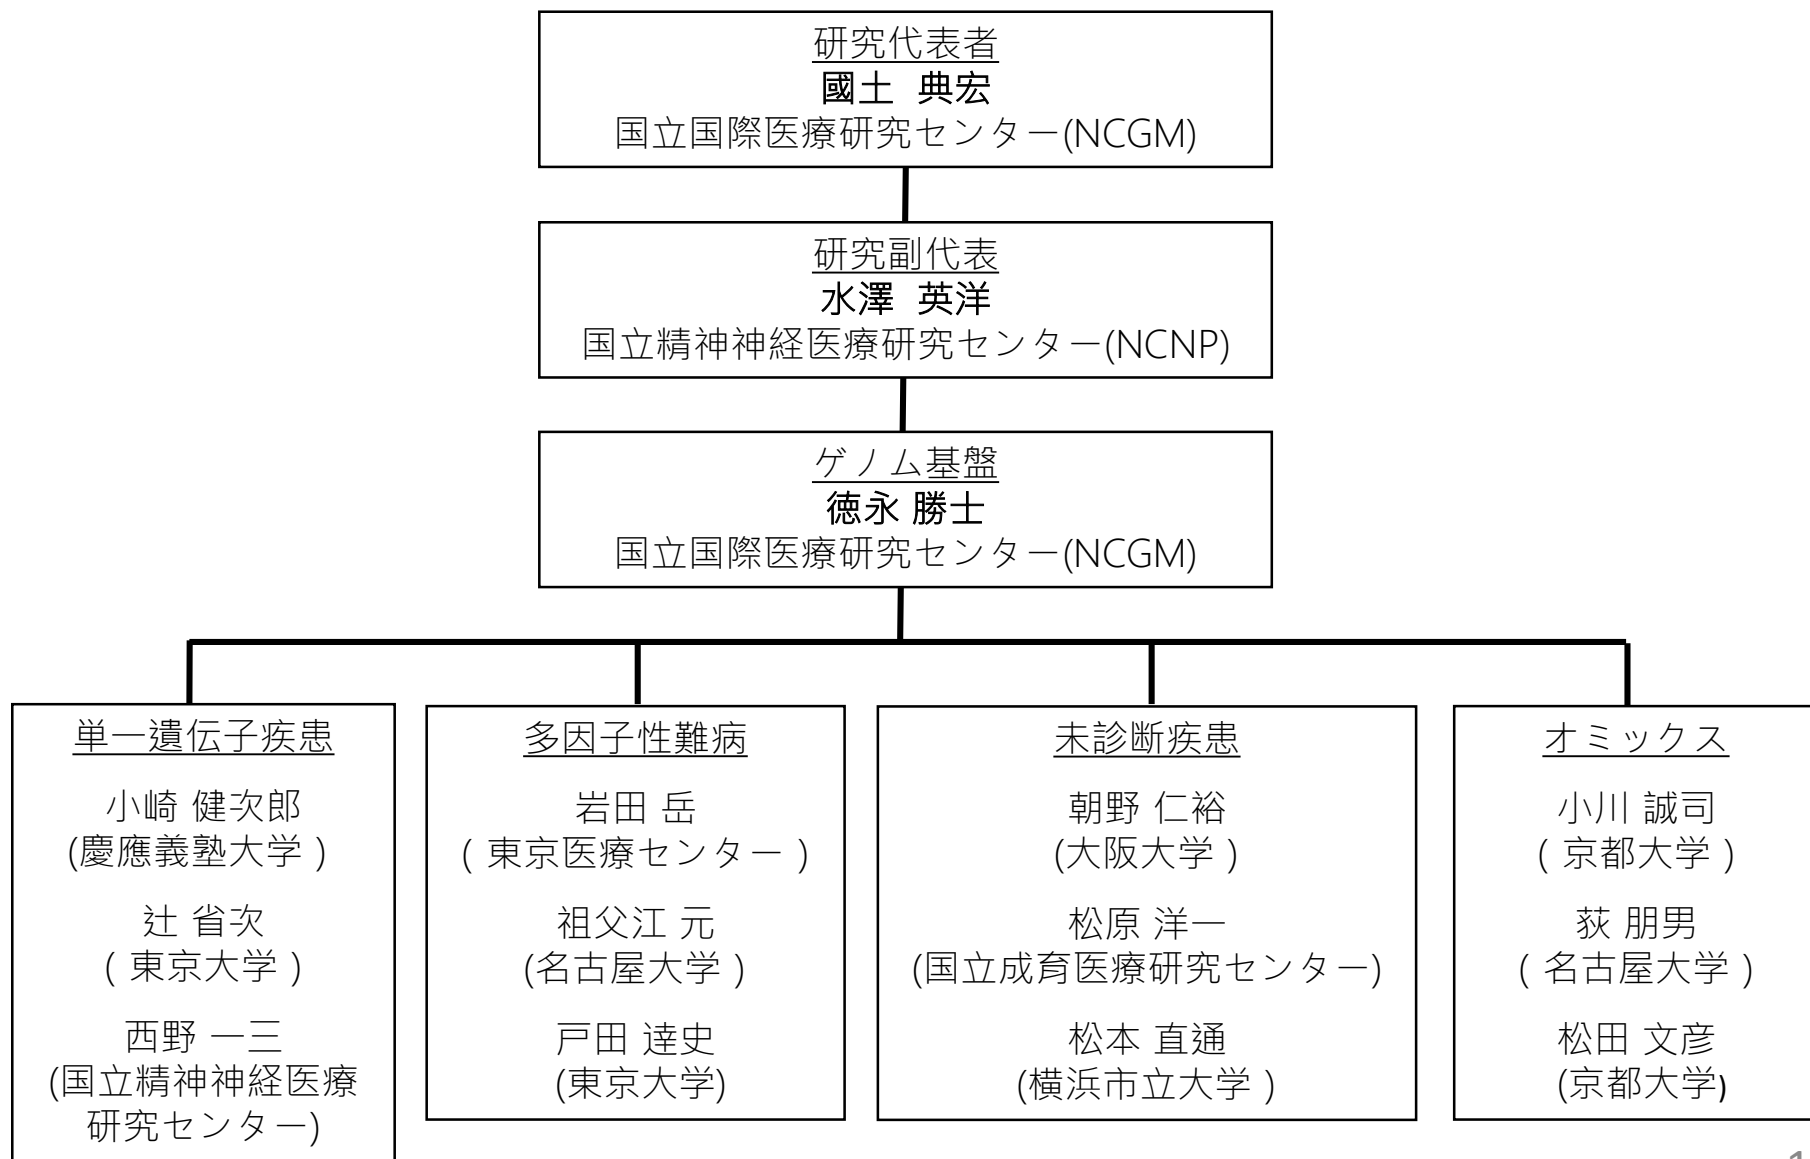 研究代表者
國土 典宏
国立国際医療研究センター(NCGM)
研究副代表
水澤 英洋
国立精神神経医療研究センター(NCNP)
ゲノム基盤
徳永 勝士
国立国際医療研究センター(NCGM)
単一遺伝子疾患
小崎 健次郎
(慶應義塾大学 )
辻 省次
( 東京大学 )
西野 一三
(国立精神神経医療
研究センター)
多因子性難病
岩田 岳
( 東京医療センター )
祖父江 元
(名古屋大学 )
戸田 達史
(東京大学)
未診断疾患
朝野 仁裕
(大阪大学 )
松原 洋一
(国立成育医療研究センター)
松本 直通
(横浜市立大学 )
オミックス
小川 誠司
( 京都大学 )
荻 朋男
( 名古屋大学 )
松田 文彦
(京都大学)